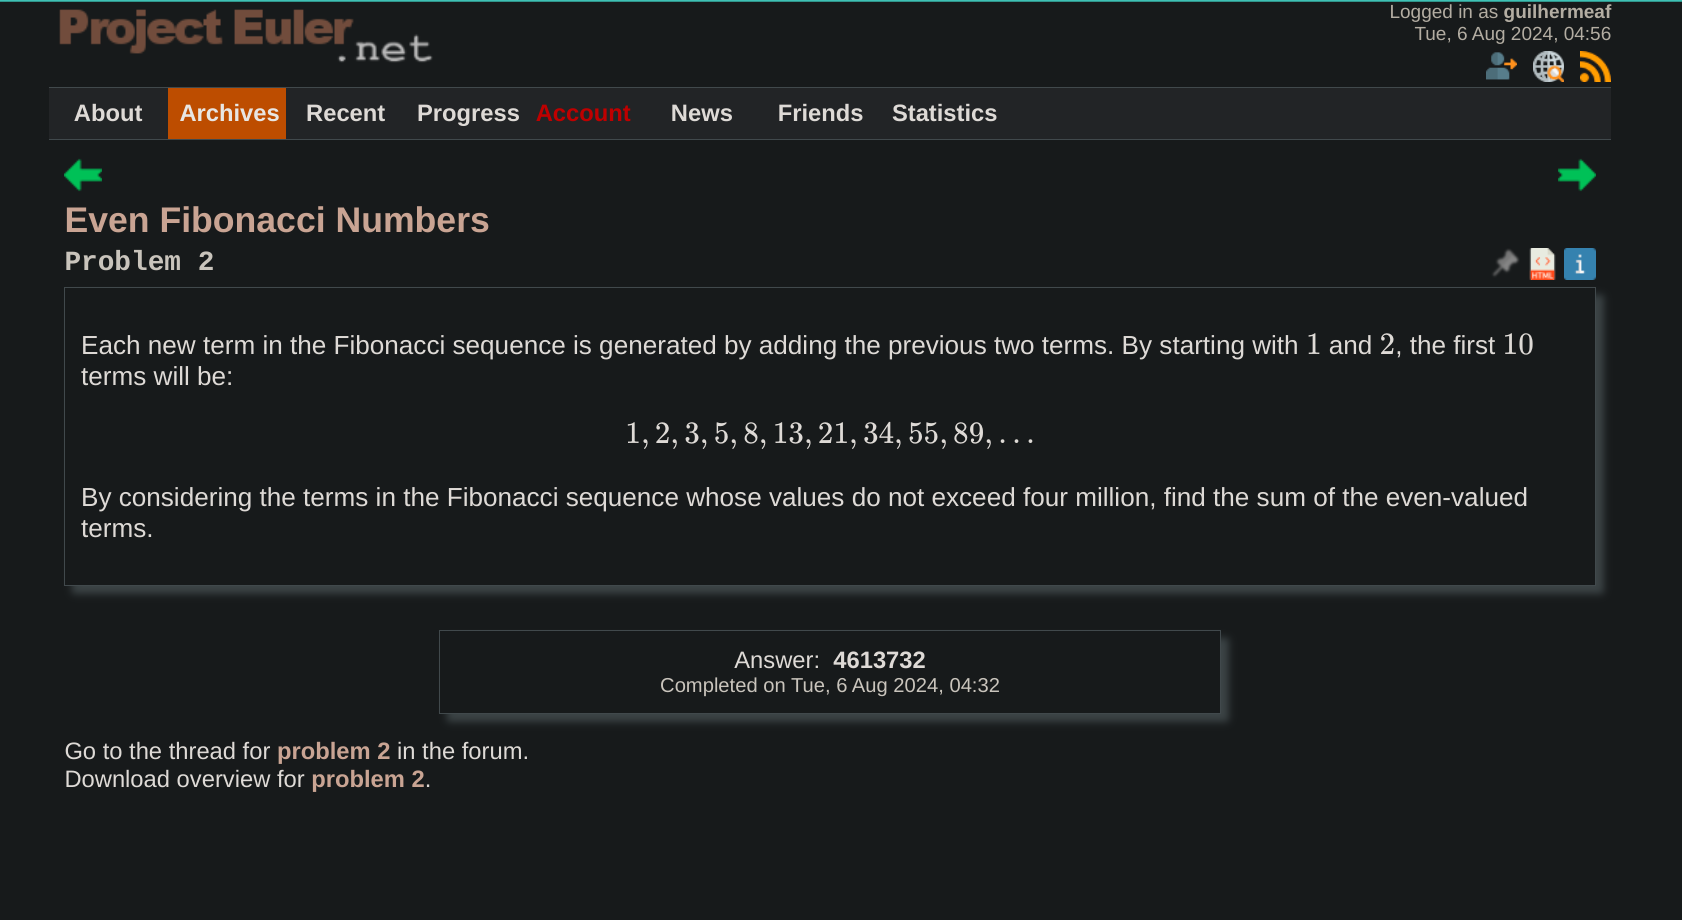 Project Euler
.net
Logged in as guilhermeaf
Tue, 6 Aug 2024, 04:56
About Archives Recent Progress Account News Friends Statistics
Even Fibonacci Numbers
Problem 2
HTML
i
Each new term in the Fibonacci sequence is generated by adding the previous two terms. By starting with 1 and 2, the first 10
terms will be:
1, 2, 3, 5, 8, 13, 21, 34, 55, 89, . . .
By considering the terms in the Fibonacci sequence whose values do not exceed four million, find the sum of the even-valued
terms.
Answer: 4613732
Completed on Tue, 6 Aug 2024, 04:32
Go to the thread for problem 2 in the forum.
Download overview for problem 2.